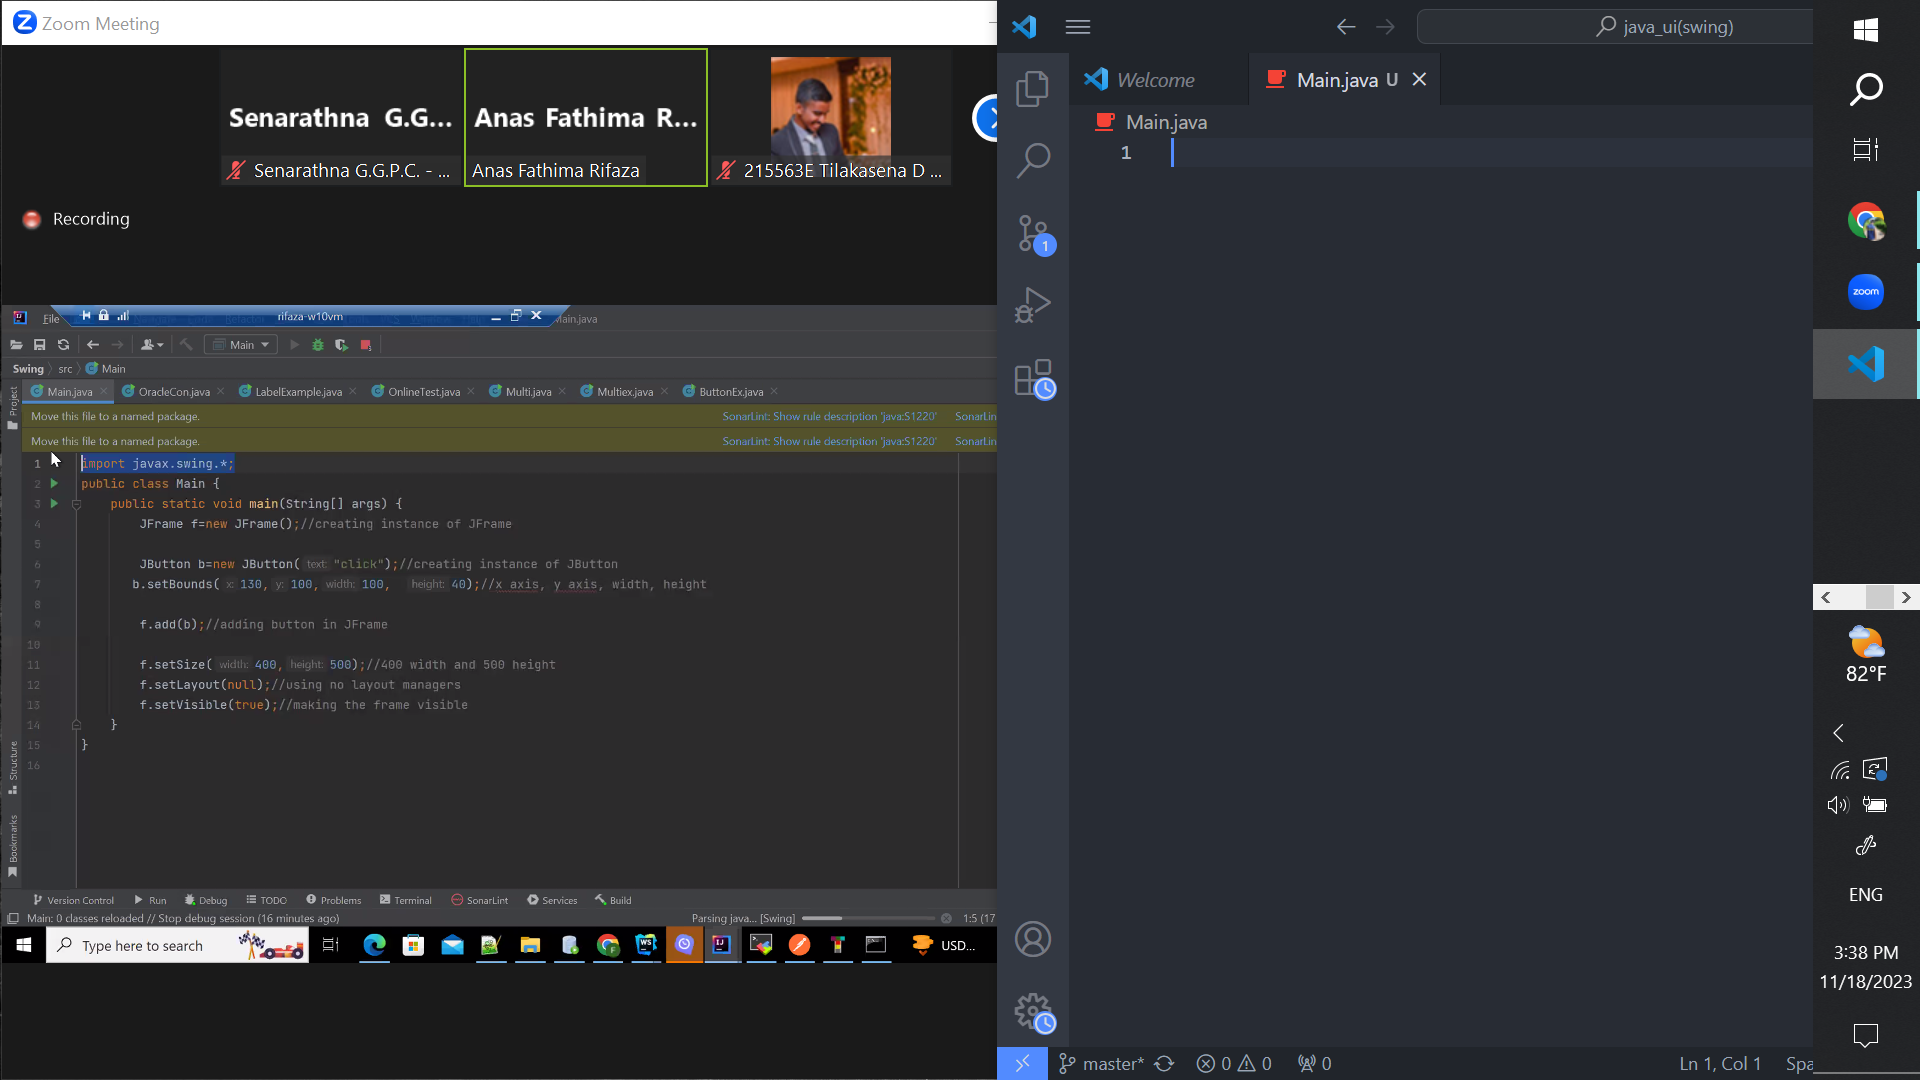 Zoom Meeting
Senarathna G.G...
Anas Fathima R...
Senarathna G.G.P.C. - ...
Anas Fathima Rifaza
215563E Tilakasena D ...
Recording
File
rifaza-w10vm
Main.java
Main
Swing
src
Main
Main.java
OracleCon.java
LabelExample.java
OnlineTest.java
Multi.java
Multiex.java
ButtonEx.java
Project
Move this file to a named package.
SonarLint: Show rule description 'java:S1220'
SonarLin
Move this file to a named package.
SonarLint: Show rule description 'java:S1220'
SonarLin
1 import javax.swing.*;
2 public class Main {
3 public static void main(String[] args) {
4 JFrame f=new JFrame();//creating instance of JFrame
5
6 JButton b=new JButton( text: "click");//creating instance of JButton
7 b.setBounds( x: 130, y: 100, width: 100, height: 40);//x axis, y axis, width, height
8
9 f.add(b);//adding button in JFrame
10
11 f.setSize( width: 400, height: 500);//400 width and 500 height
12 f.setLayout(null);//using no layout managers
13 f.setVisible(true);//making the frame visible
14 }
15 }
16
Structure
Bookmarks
Version Control
Run
Debug
TODO
Problems
Terminal
SonarLint
Services
Build
Main: 0 classes reloaded // Stop debug session (16 minutes ago)
Parsing java... [Swing]
1:5 (17
Type here to search
USD...
java_ui(swing)
Welcome
Main.java U
Main.java
1
1
master*
0
0
0
Ln 1, Col 1
Spa
zoom
82°F
ENG
3:38 PM
11/18/2023